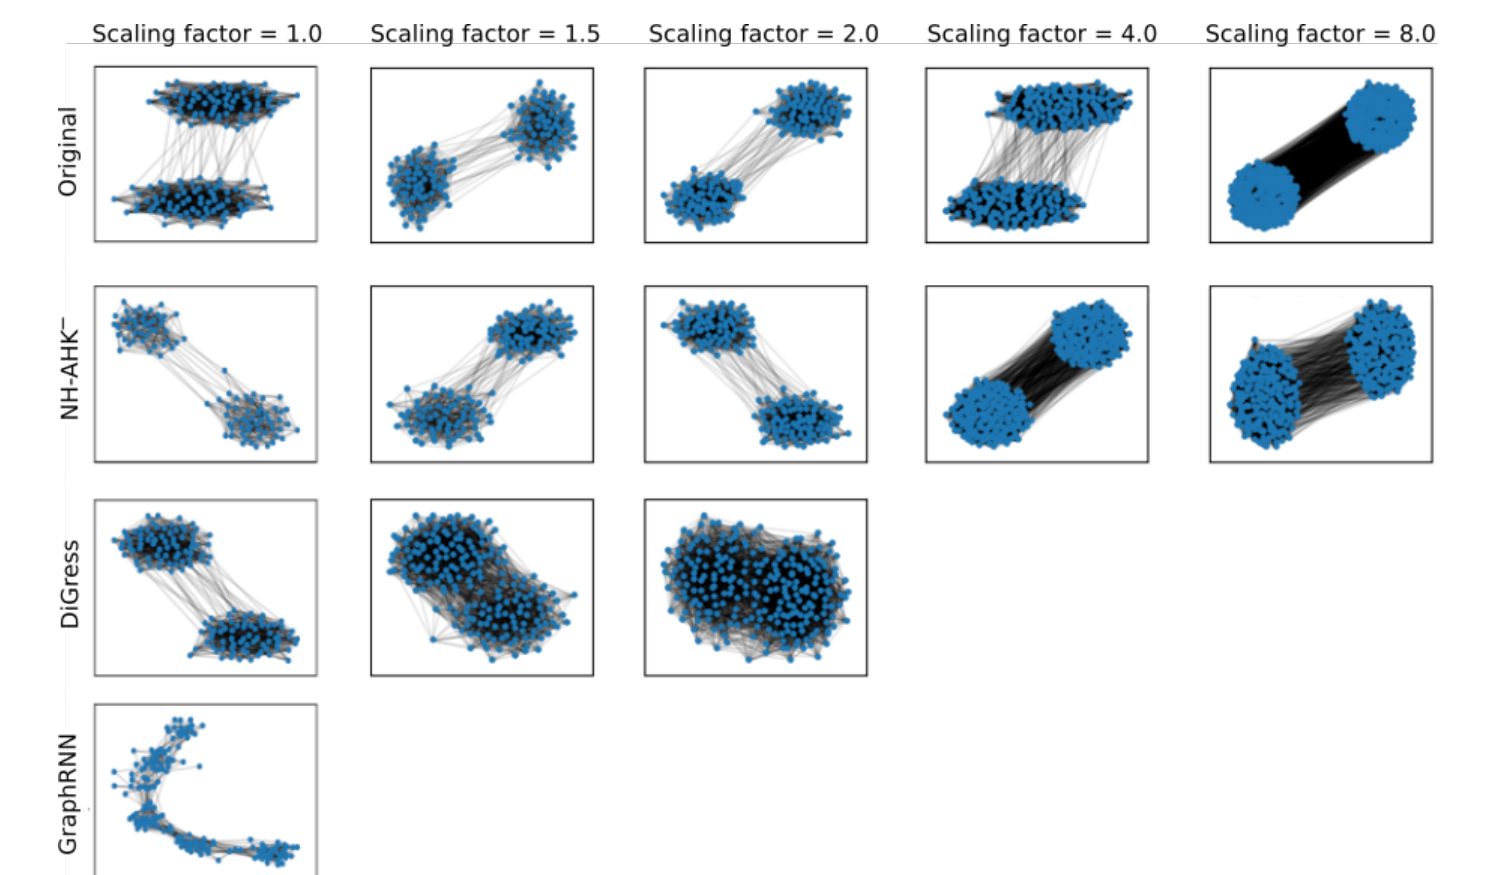 Scaling factor = 1.0 Scaling factor = 1.5 Scaling factor = 2.0 Scaling factor = 4.0 Scaling factor = 8.0
Original
NH-AHK⁻
DiGress
GraphRNN